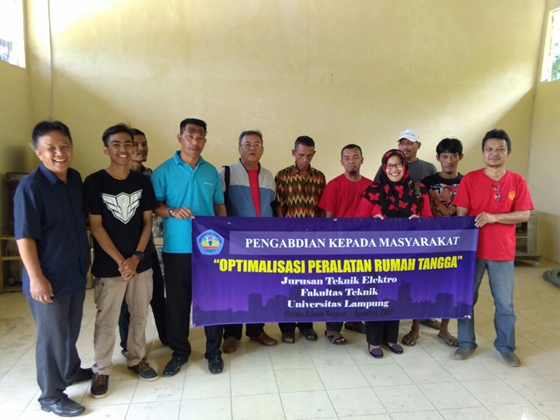 PENGABDIAN KEPADA MASYARAKAT
"OPTIMALISASI PERALATAN RUMAH TANGGA"
Jurusan Teknik Elektro
Fakultas Teknik
Universitas Lampung